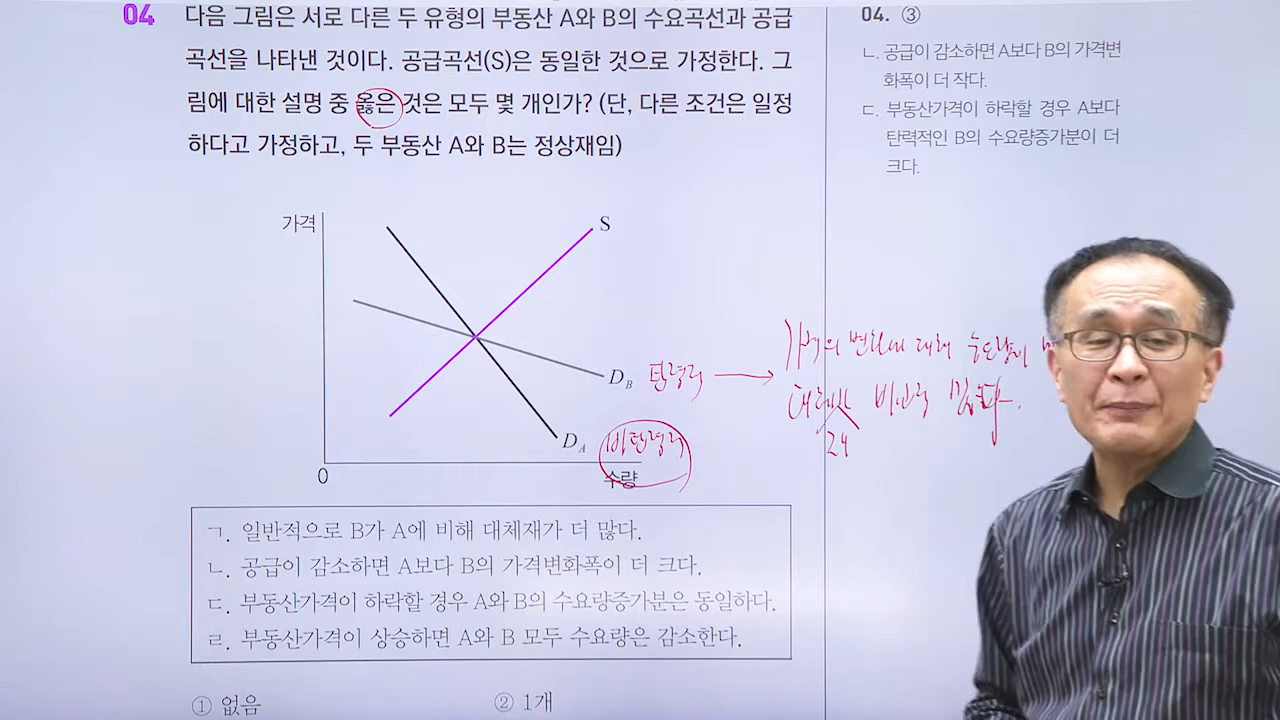 04 다음 그림은 서로 다른 두 유형의 부동산 A와 B의 수요곡선과 공급
곡선을 나타낸 것이다. 공급곡선(S)은 동일한 것으로 가정한다. 그
림에 대한 설명 중 옳은 것은 모두 몇 개인가? (단, 다른 조건은 일정
하다고 가정하고, 두 부동산 A와 B는 정상재임)
가격
S
D_B
탄력적
D_A
비탄력적
0
수량
ㄱ. 일반적으로 B가 A에 비해 대체재가 더 많다.
ㄴ. 공급이 감소하면 A보다 B의 가격변화폭이 더 크다.
ㄷ. 부동산가격이 하락할 경우 A와 B의 수요량증가분은 동일하다.
ㄹ. 부동산가격이 상승하면 A와 B 모두 수요량은 감소한다.
① 없음
② 1개
04. ③
ㄴ. 공급이 감소하면 A보다 B의 가격변
화폭이 더 작다.
ㄷ. 부동산가격이 하락할 경우 A보다
탄력적인 B의 수요량증가분이 더
크다.
가격의 변화에 대해 수요량이